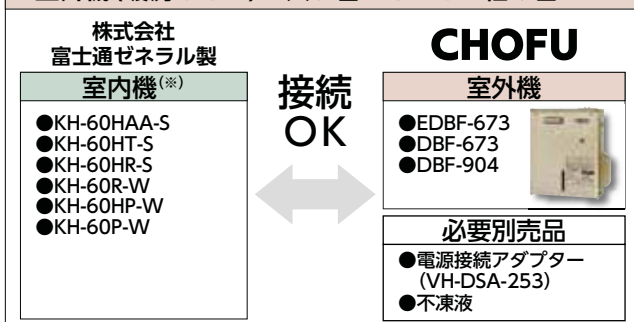 株式会社
富士通ゼネラル製
室内機(※)
●KH-60HAA-S
●KH-60HT-S
●KH-60HR-S
●KH-60R-W
●KH-60HP-W
●KH-60P-W
接続
OK
CHOFU
室外機
●EDBF-673
●DBF-673
●DBF-904
必要別売品
●電源接続アダプター
(VH-DSA-253)
●不凍液